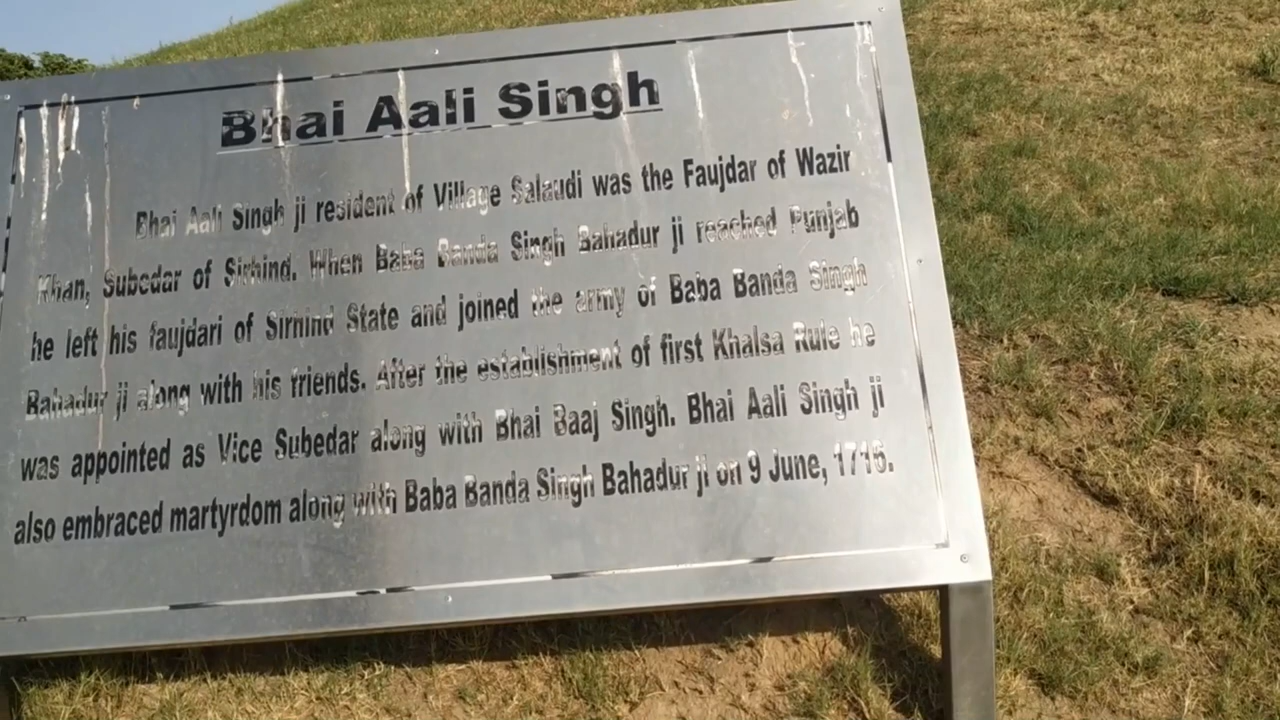 Bhai Aali Singh
Bhai Aali Singh ji resident of Village Salaudi was the Faujdar of Wazir
Khan, Subedar of Sirhind. When Baba Banda Singh Bahadur ji reached Punjab
he left his faujdari of Sirhind State and joined the army of Baba Banda Singh
Bahadur ji along with his friends. After the establishment of first Khalsa Rule he
was appointed as Vice Subedar along with Bhai Baaj Singh. Bhai Aali Singh ji
also embraced martyrdom along with Baba Banda Singh Bahadur ji on 9 June, 1716.